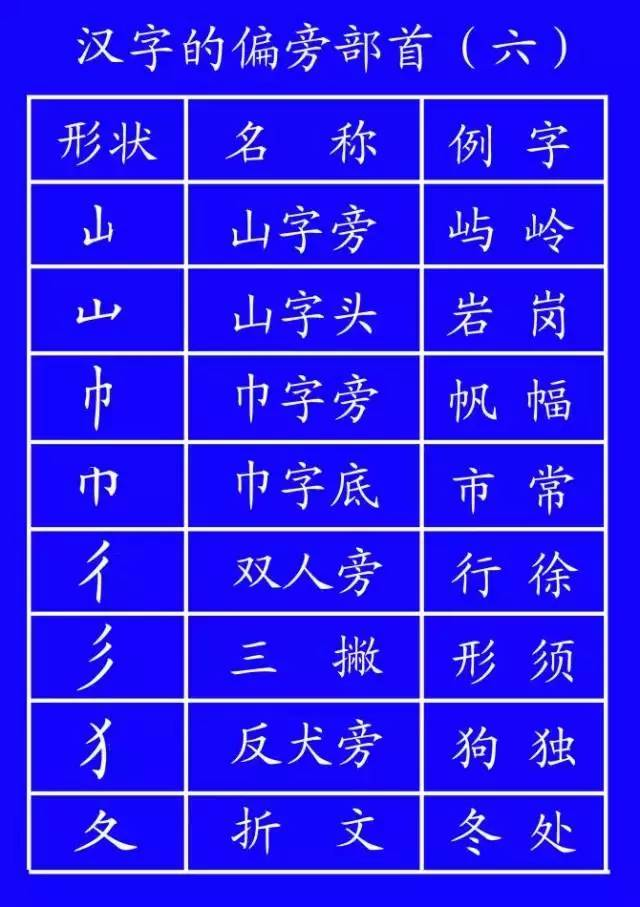 汉字的偏旁部首（六）
形状 名称 例字
山 山字旁 屿岭
山 山字头 岩岗
巾 巾字旁 帆幅
巾 巾字底 市常
彳 双人旁 行徐
彡 三撇 形须
犭 反犬旁 狗独
夂 折文 冬处